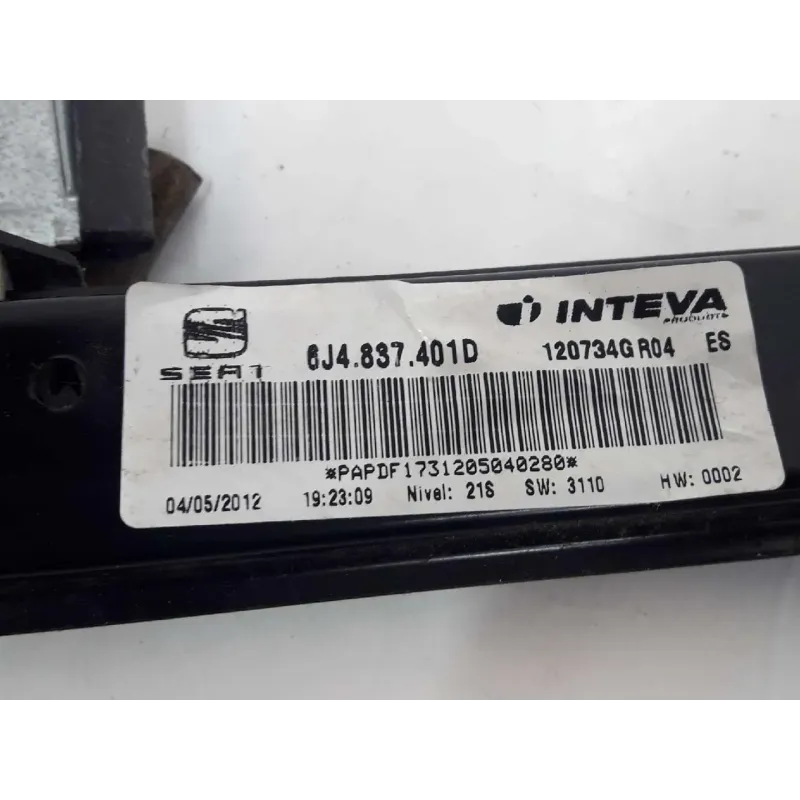 INTEVA
PRODUCTS
SEAT
6J4.837.401D
120734G R04 ES
*PAPDF1731205040280*
04/05/2012 19:23:09 Nivel: 21S SW: 3110 HW: 0002